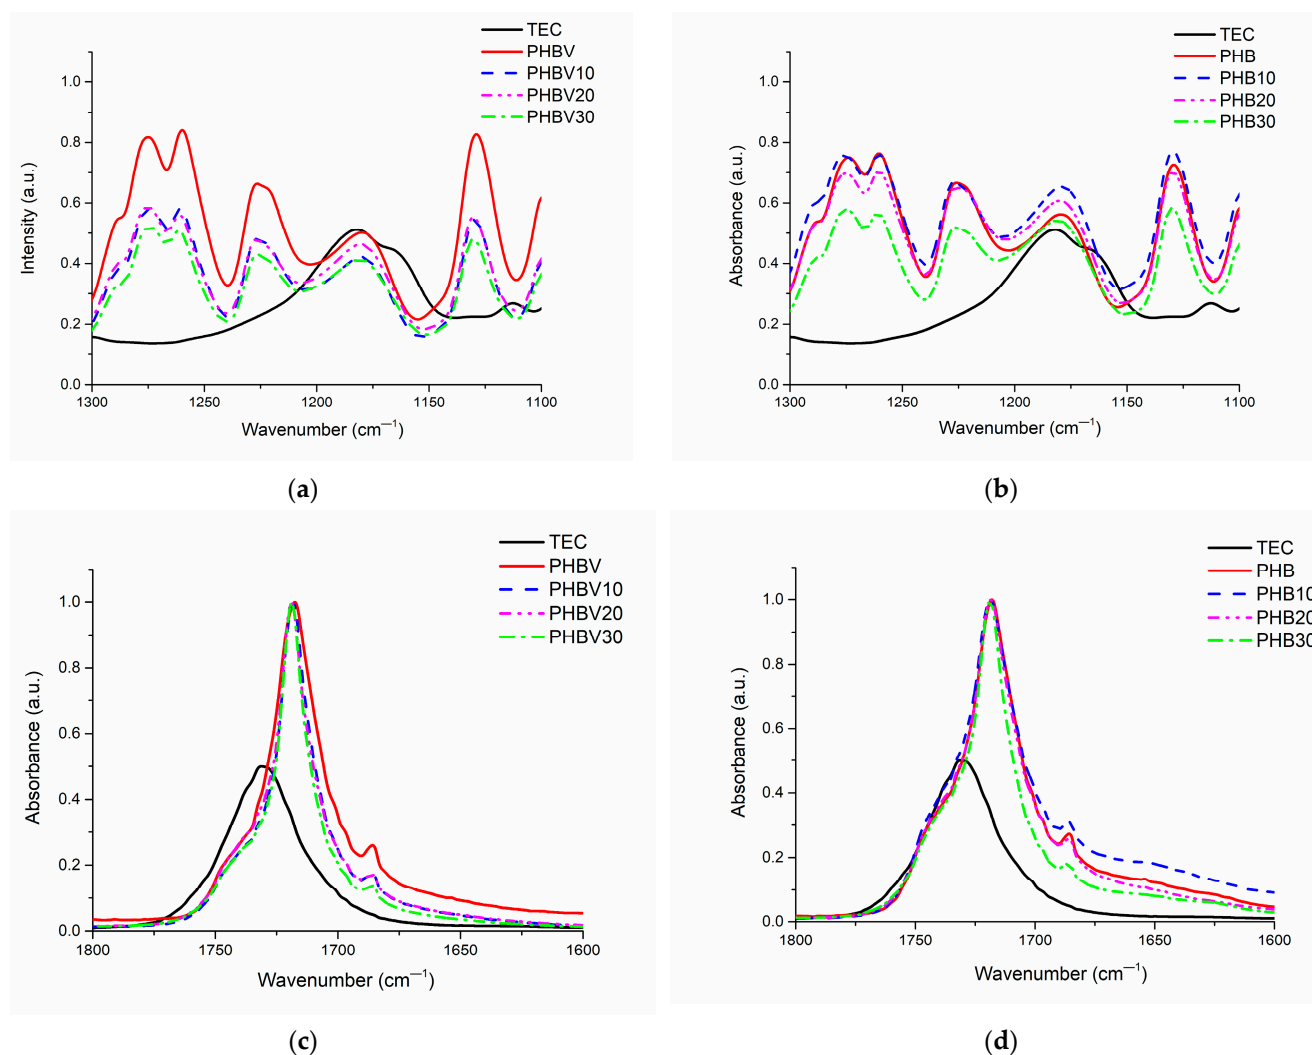 TEC
PHBV
PHBV10
PHBV20
PHBV30
1.0
0.8
0.6
0.4
0.2
0.0
Intensity (a.u.)
1300
1250
1200
1150
1100
Wavenumber (cm—1)
(a)
TEC
PHB
PHB10
PHB20
PHB30
1.0
0.8
0.6
0.4
0.2
0.0
Absorbance (a.u.)
1300
1250
1200
1150
1100
Wavenumber (cm—1)
(b)
TEC
PHBV
PHBV10
PHBV20
PHBV30
1.0
0.8
0.6
0.4
0.2
0.0
Absorbance (a.u.)
1800
1750
1700
1650
1600
Wavenumber (cm—1)
(c)
TEC
PHB
PHB10
PHB20
PHB30
1.0
0.8
0.6
0.4
0.2
0.0
Absorbance (a.u.)
1800
1750
1700
1650
1600
Wavenumber (cm—1)
(d)